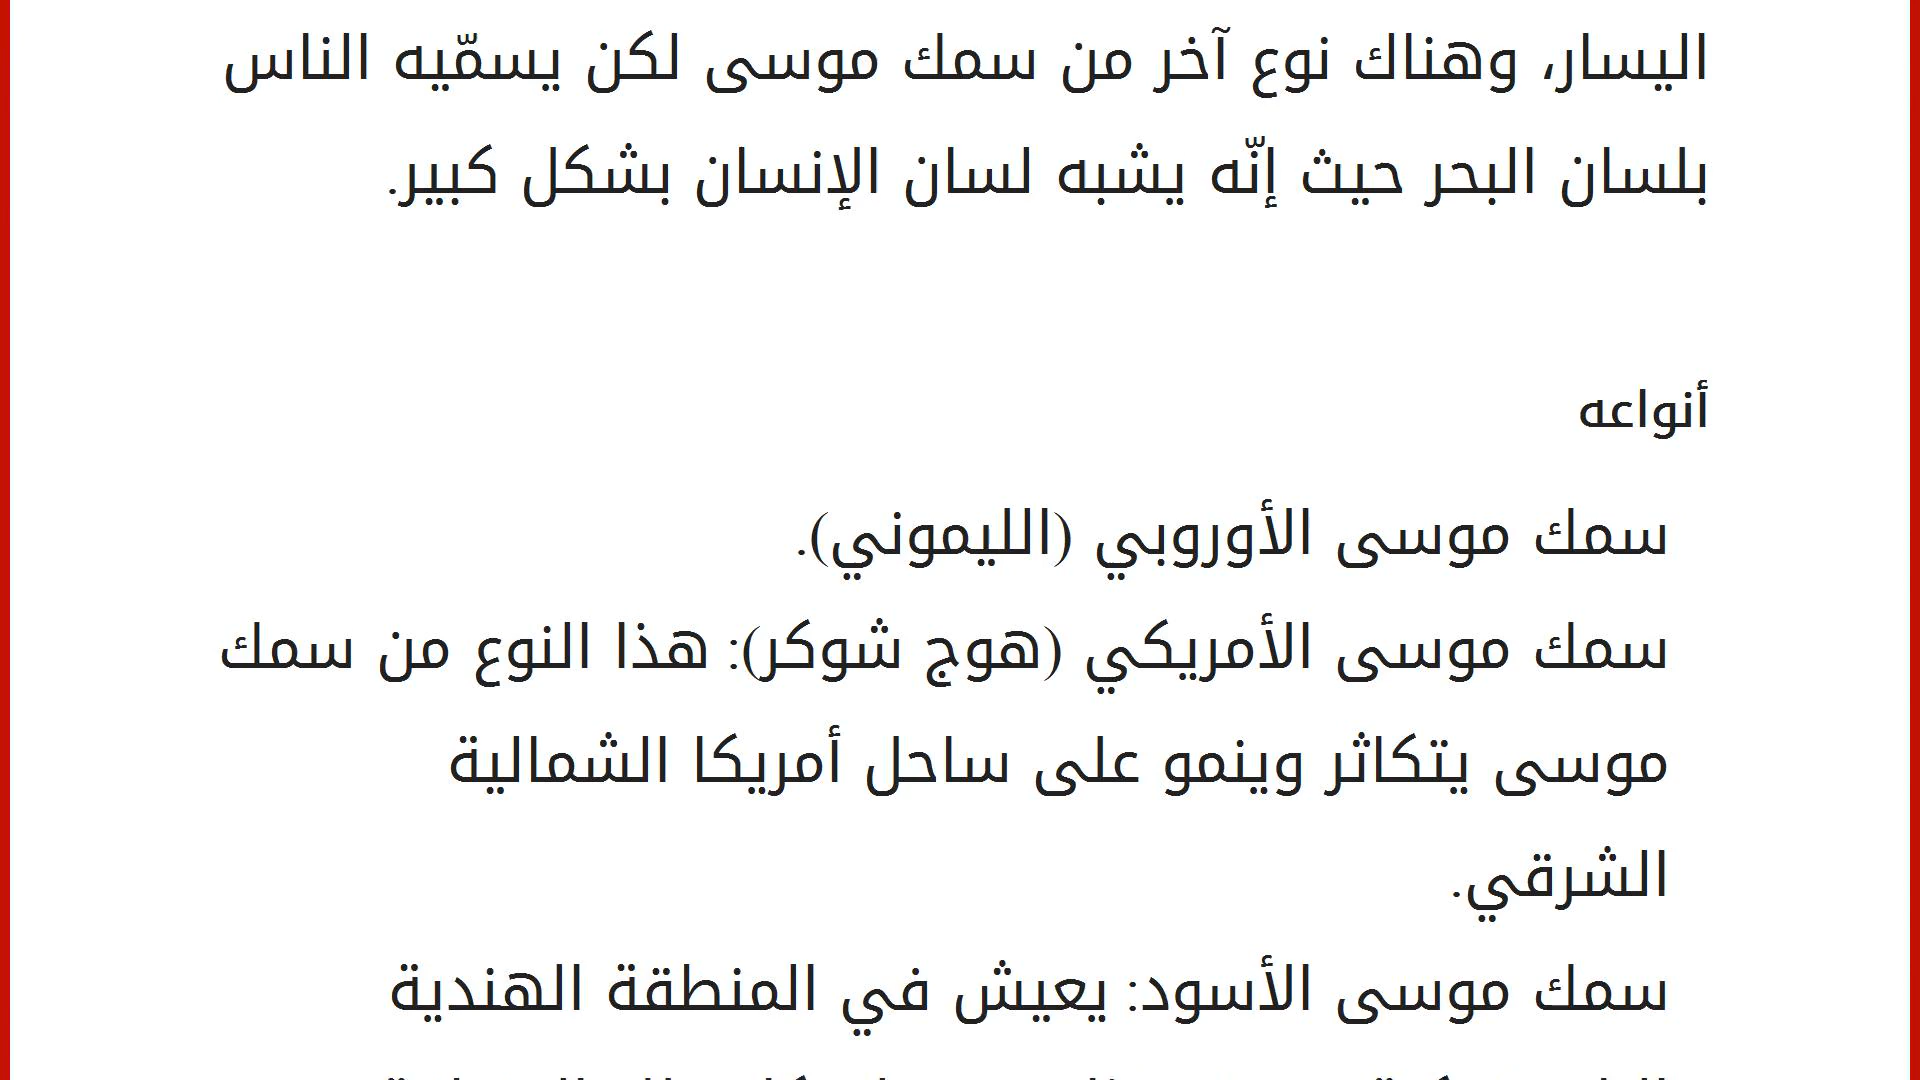 اليسار، وهناك نوع آخر من سمك موسى لكن يسمّيه الناس
بلسان البحر حيث إنّه يشبه لسان الإنسان بشكل كبير.
أنواعه
سمك موسى الأوروبي (الليموني).
سمك موسى الأمريكي (هوج شوكر): هذا النوع من سمك
موسى يتكاثر وينمو على ساحل أمريكا الشمالية
الشرقي.
سمك موسى الأسود: يعيش في المنطقة الهندية